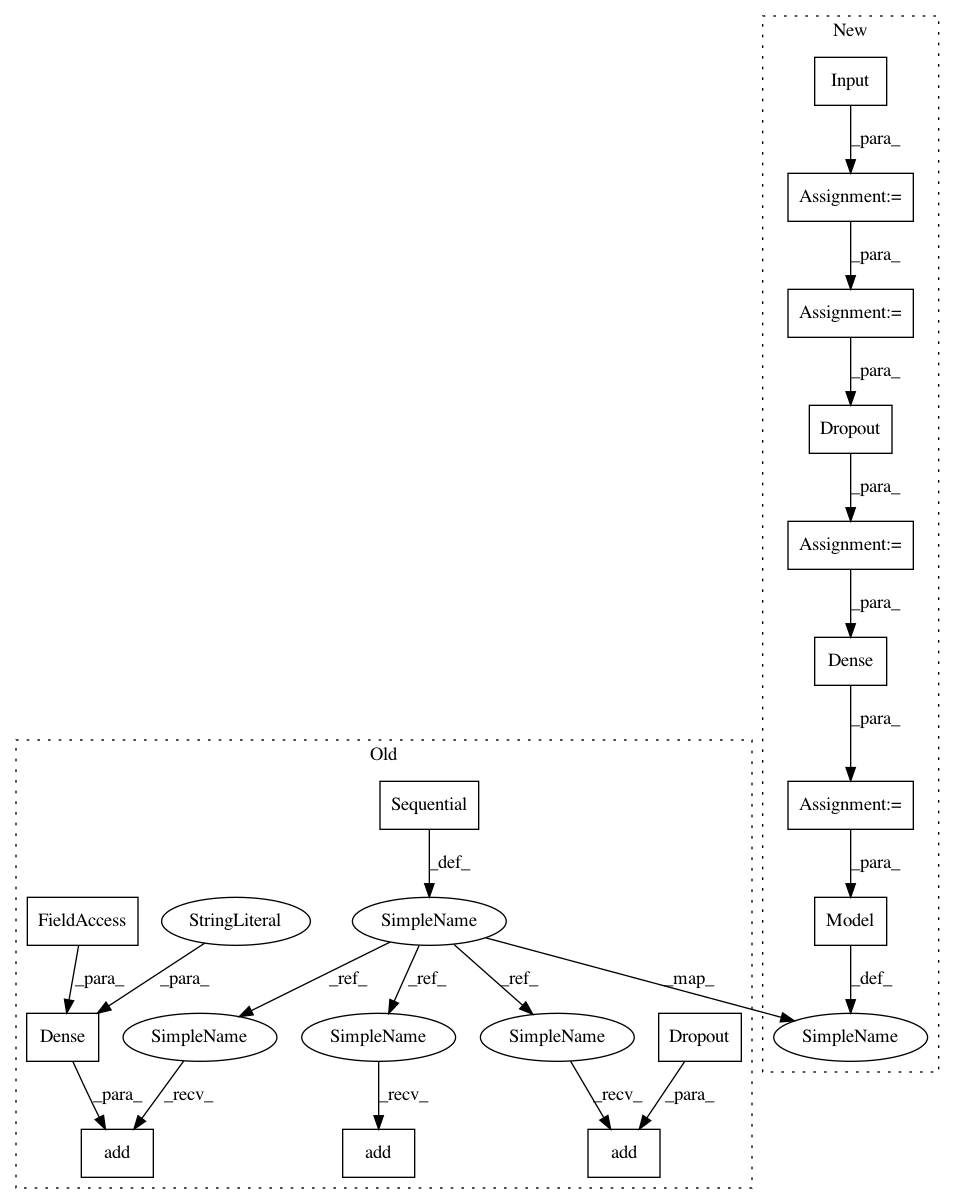 New
Input
_para_
Assignment:=
_para_
Assignment:=
_para_
Dropout
_para_
Assignment:=
_para_
Dense
_para_
Old
Sequential
Assignment:=
_def_
_para_
FieldAccess
StringLiteral
SimpleName
Model
_para_
_para_
_ref_
_ref_
_ref_
_map_
_def_
Dense
SimpleName
SimpleName
SimpleName
Dropout
SimpleName
_para_
_recv_
_recv_
_recv_
_para_
add
add
add